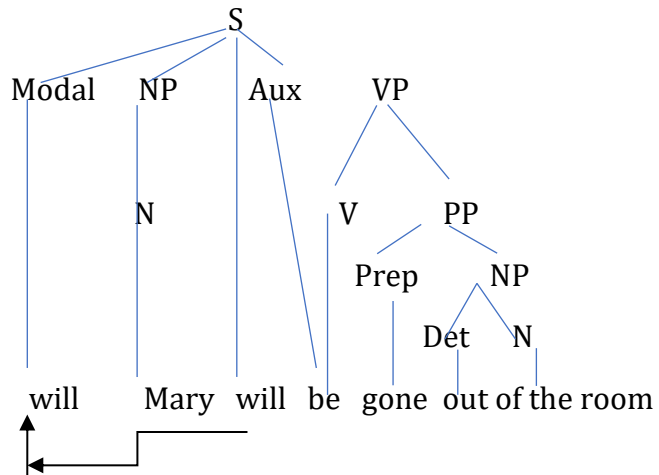 S
Modal NP Aux VP
N V PP
Prep NP
Det N
will Mary will be gone out of the room